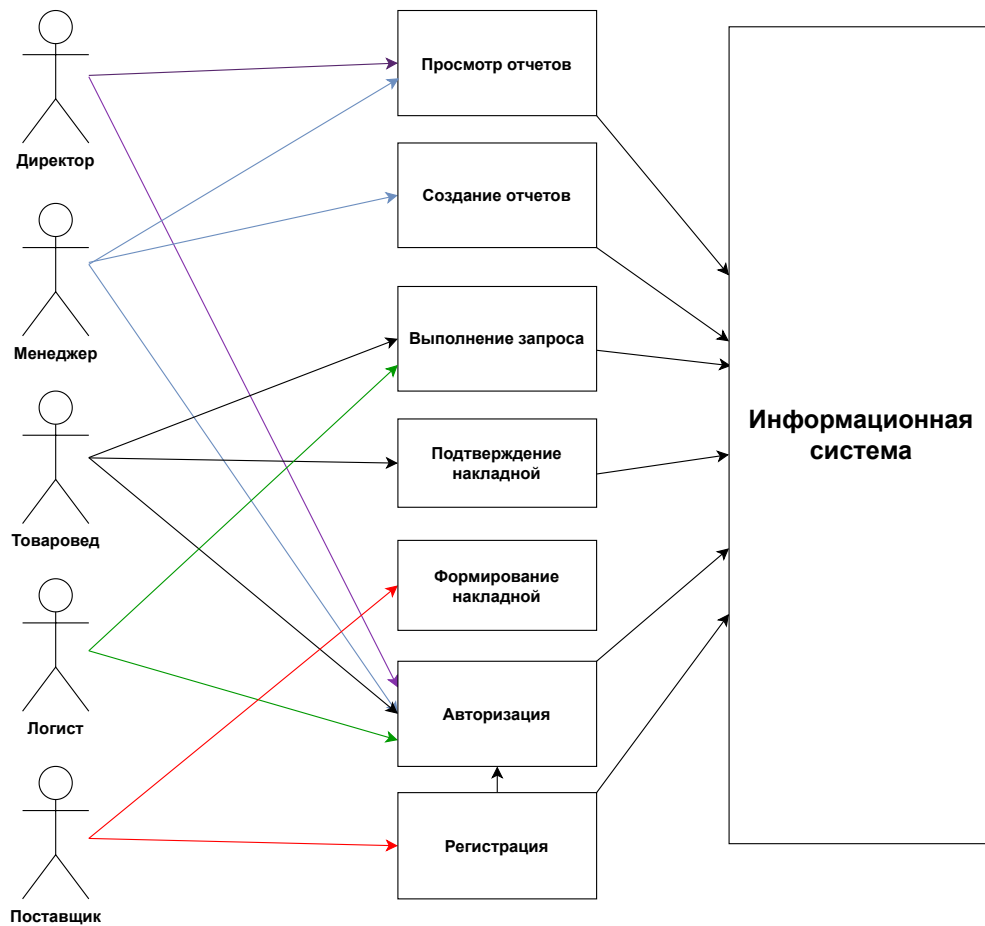 Директор
Менеджер
Товаровед
Логист
Поставщик
Просмотр отчетов
Создание отчетов
Выполнение запроса
Подтверждение
накладной
Формирование
накладной
Авторизация
Регистрация
Информационная
система